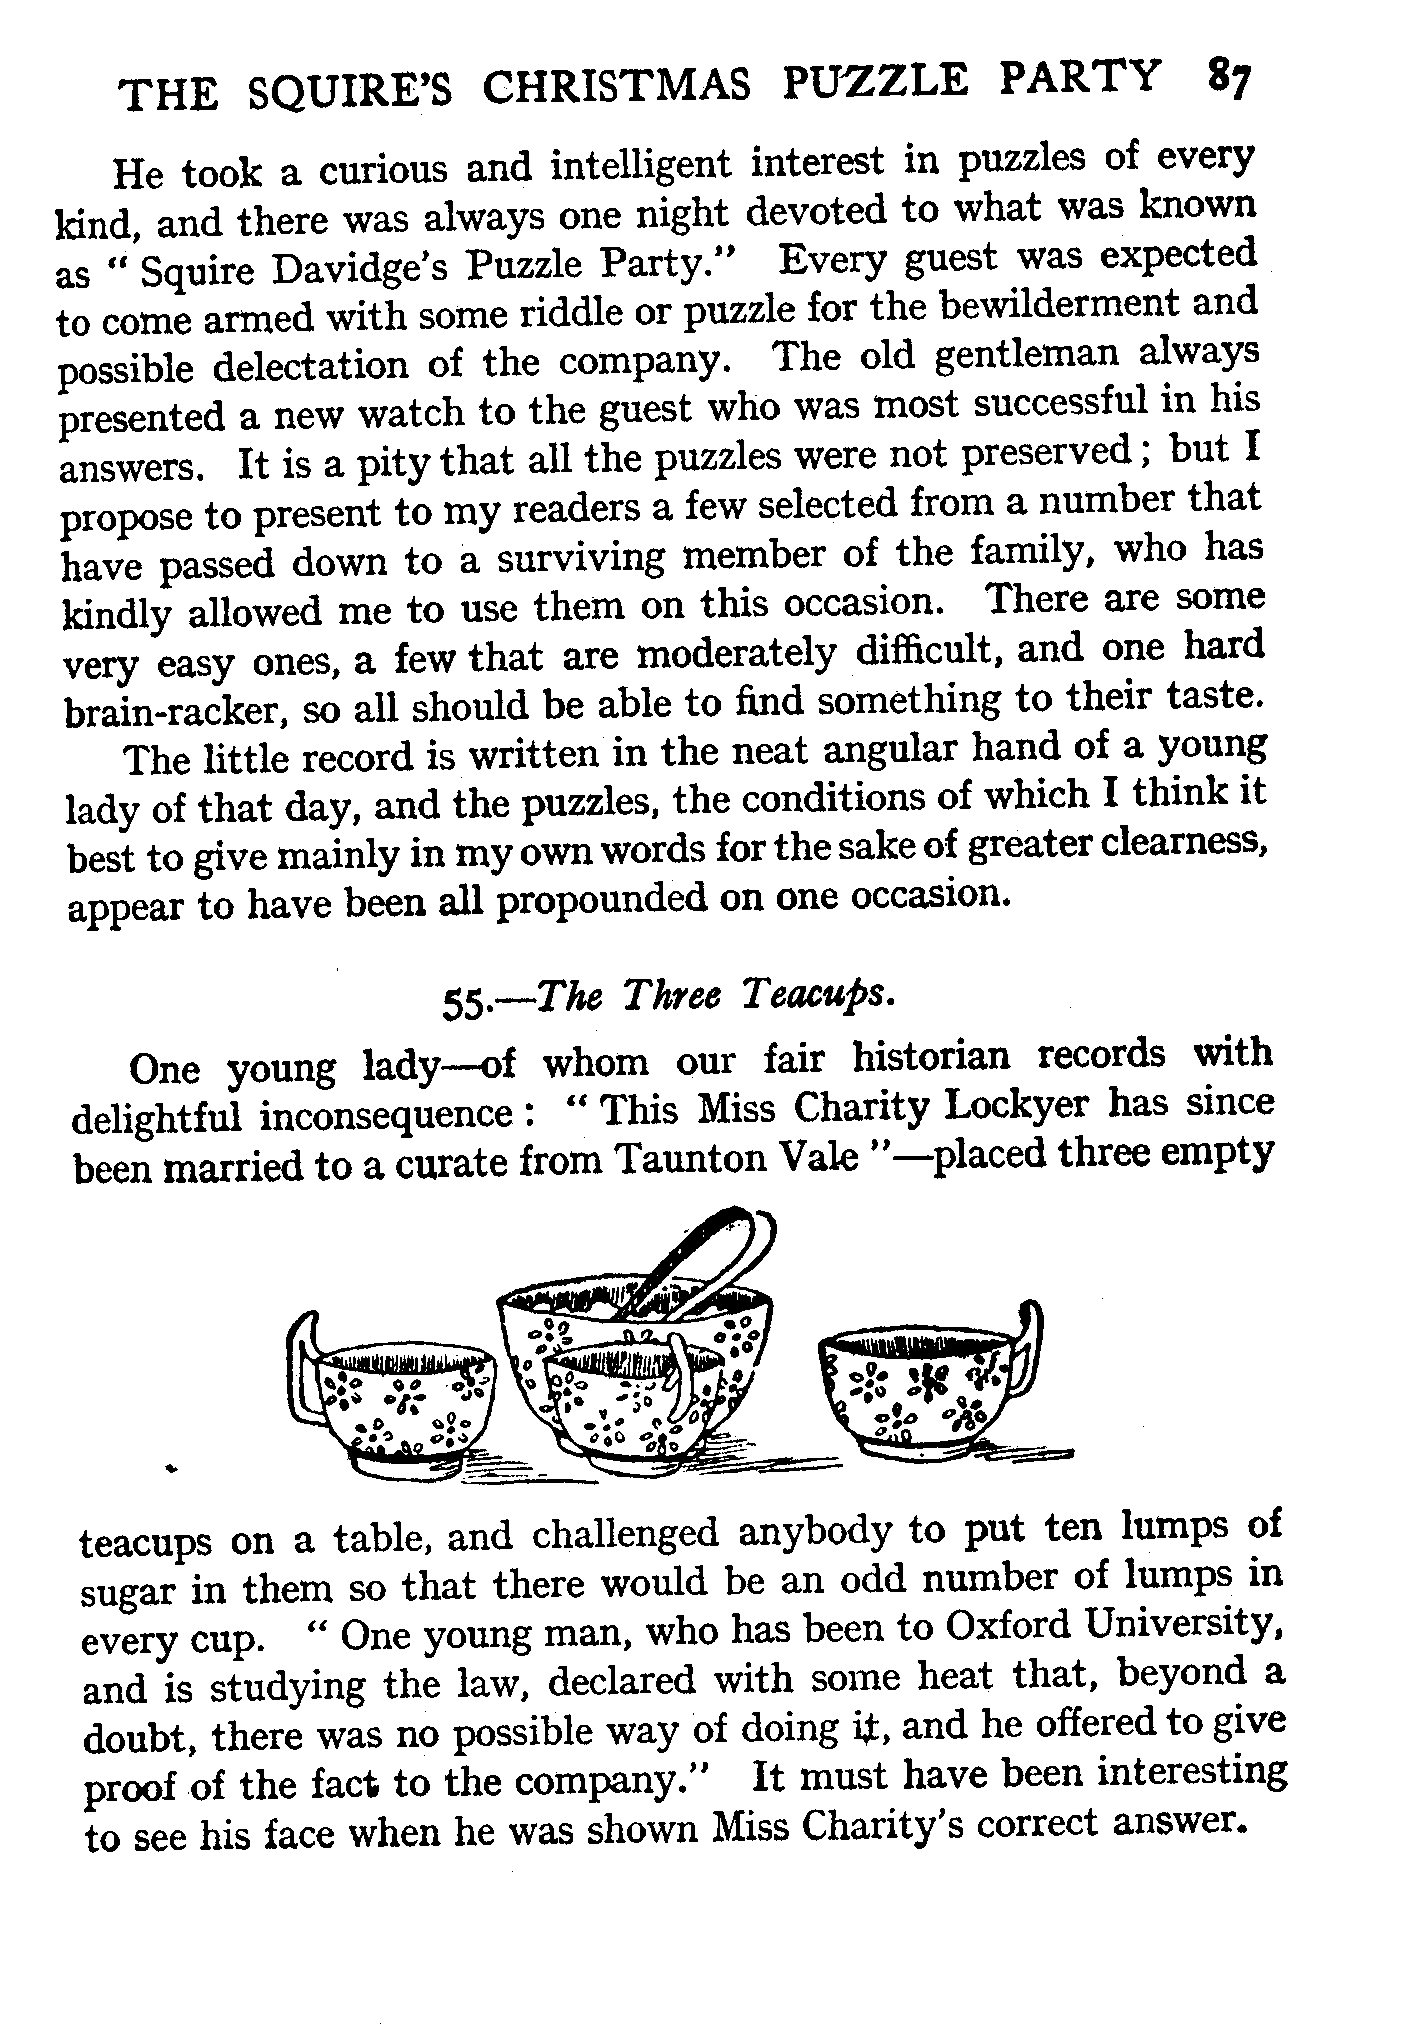 THE SQUIRE'S CHRISTMAS PUZZLE PARTY 87
He took a curious and intelligent interest in puzzles of every
kind, and there was always one night devoted to what was known
as " Squire Davidge's Puzzle Party." Every guest was expected
to come armed with some riddle or puzzle for the bewilderment and
possible delectation of the company. The old gentleman always
presented a new watch to the guest who was most successful in his
answers. It is a pity that all the puzzles were not preserved ; but I
propose to present to my readers a few selected from a number that
have passed down to a surviving member of the family, who has
kindly allowed me to use them on this occasion. There are some
very easy ones, a few that are moderately difficult, and one hard
brain-racker, so all should be able to find something to their taste.
The little record is written in the neat angular hand of a young
lady of that day, and the puzzles, the conditions of which I think it
best to give mainly in my own words for the sake of greater clearness,
appear to have been all propounded on one occasion.
55.—The Three Teacups.
One young lady—of whom our fair historian records with
delightful inconsequence : " This Miss Charity Lockyer has since
been married to a curate from Taunton Vale "—placed three empty
teacups on a table, and challenged anybody to put ten lumps of
sugar in them so that there would be an odd number of lumps in
every cup. " One young man, who has been to Oxford University,
and is studying the law, declared with some heat that, beyond a
doubt, there was no possible way of doing it, and he offered to give
proof of the fact to the company." It must have been interesting
to see his face when he was shown Miss Charity's correct answer.